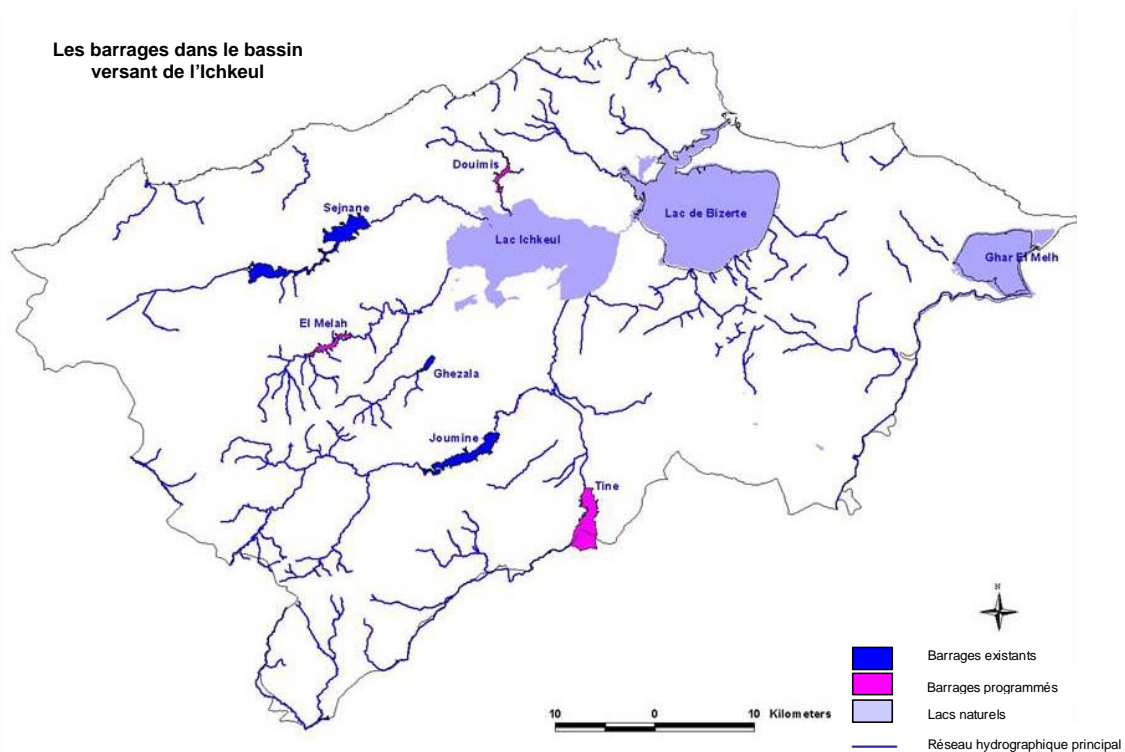 Les barrages dans le bassin
versant de l'Ichkeul
Douimis
Sejnane
Lac de Bizerte
Lac Ichkeul
Ghar El Melh
El Melah
Ghezala
Joumine
Tine
N
Barrages existants
Barrages programmés
Lacs naturels
Réseau hydrographique principal
10 0 10 Kilometers